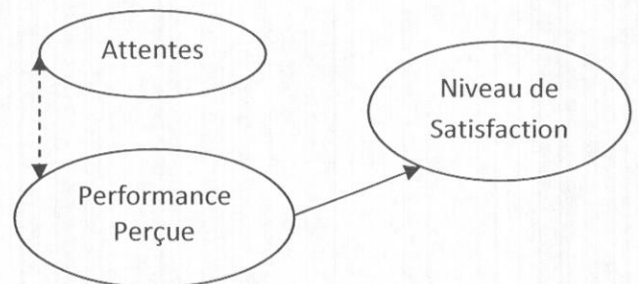 Attentes
Niveau de
Satisfaction
Performance
Perçue